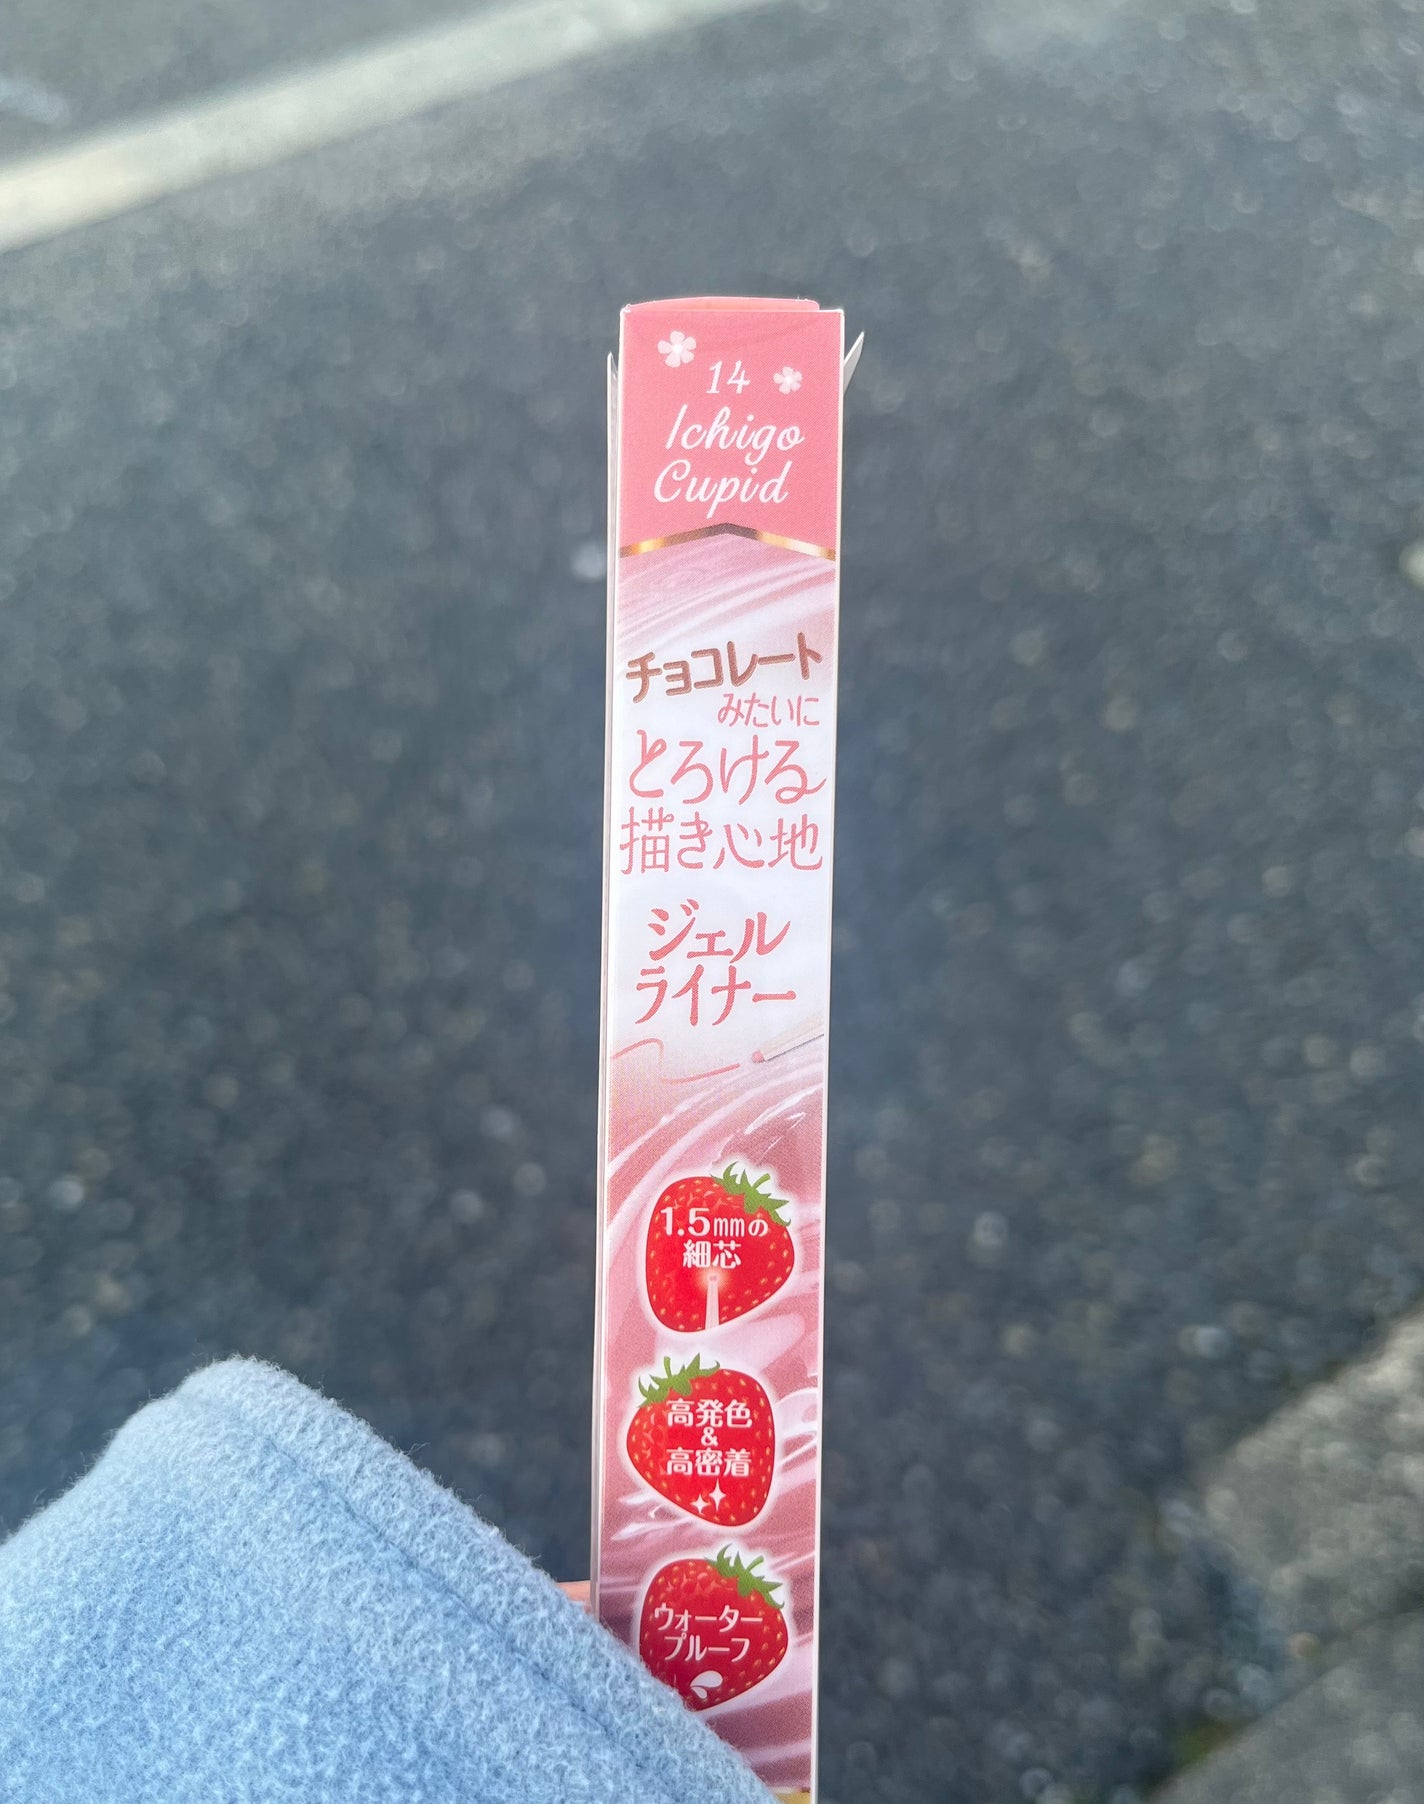 14
Ichigo
Cupid
チョコレート
みたいに
とろける
描き心地
ジェル
ライナー
1.5mmの
細芯
高発色
&
高密着
ウォーター
プルーフ